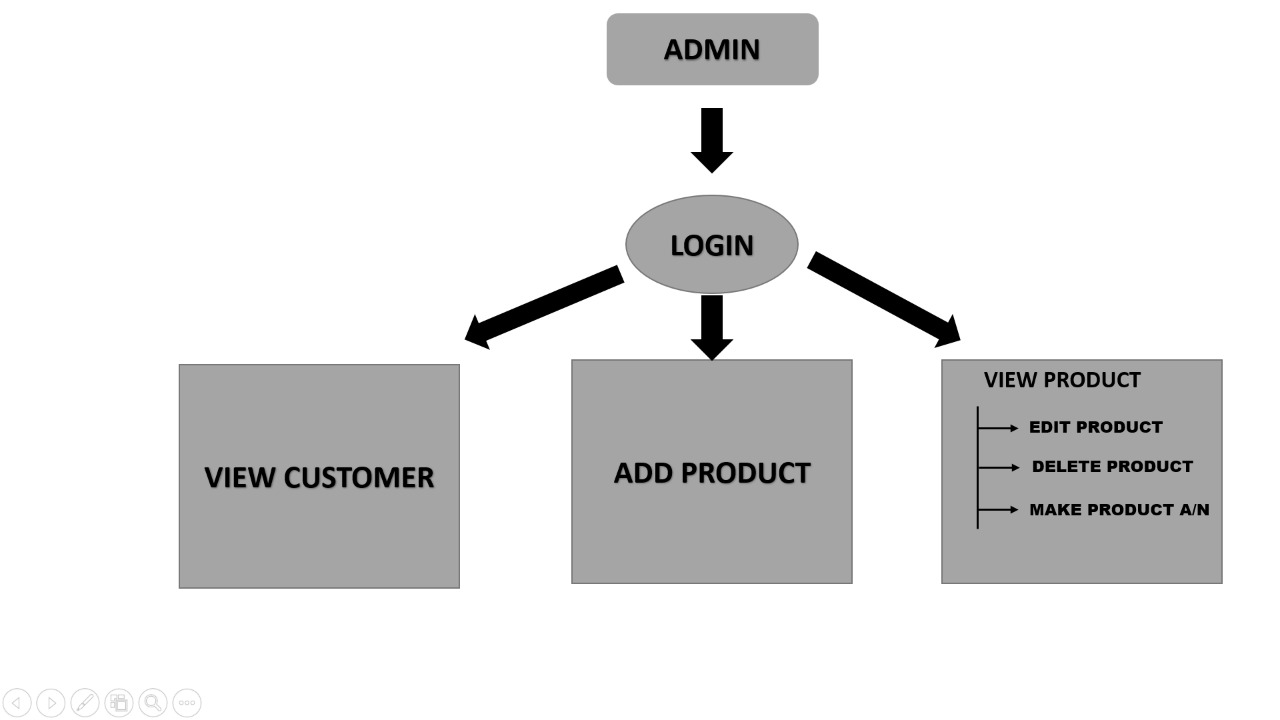 ADMIN
LOGIN
VIEW CUSTOMER
ADD PRODUCT
VIEW PRODUCT
EDIT PRODUCT
DELETE PRODUCT
MAKE PRODUCT A/N